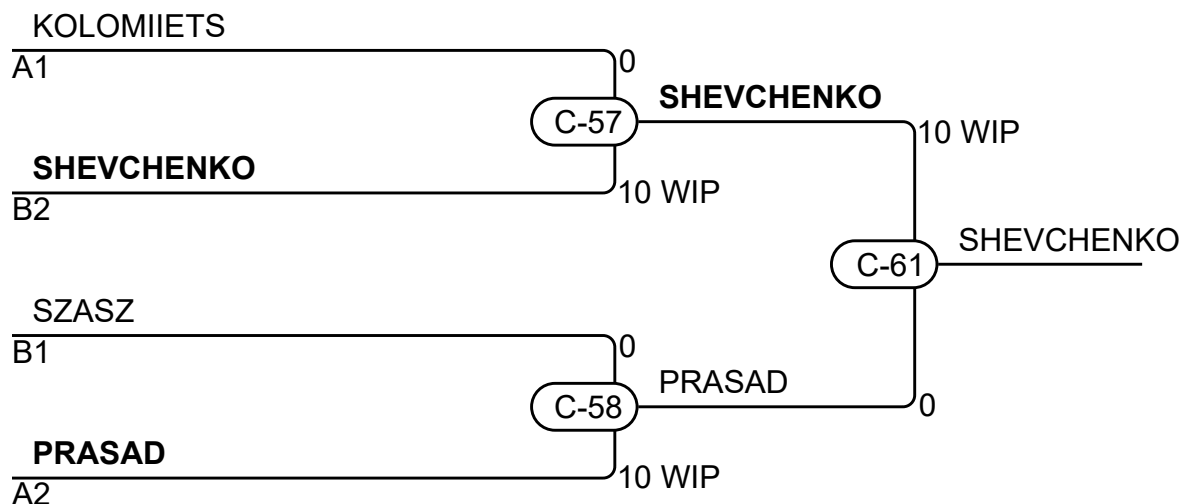 KOLOMIIETS
A1
0
C-57
SHEVCHENKO
10 WIP
SHEVCHENKO
B2
10 WIP
C-61
SHEVCHENKO
SZASZ
B1
0
C-58
PRASAD
0
PRASAD
A2
10 WIP